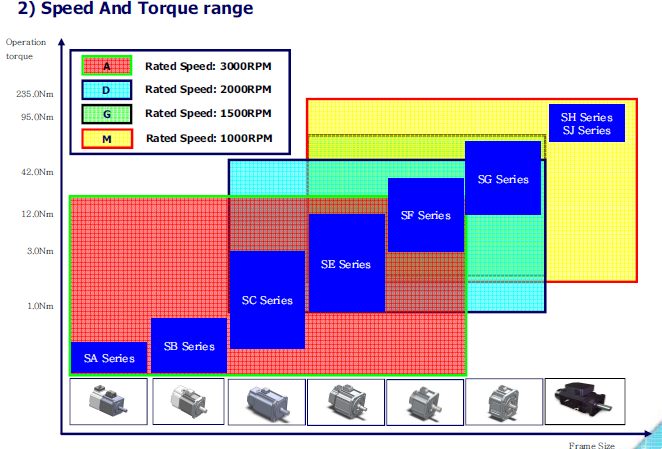 2) Speed And Torque range
Operation
torque
A Rated Speed: 3000RPM
D Rated Speed: 2000RPM
G Rated Speed: 1500RPM
M Rated Speed: 1000RPM
235.0Nm
95.0Nm
42.0Nm
12.0Nm
3.0Nm
1.0Nm
SH Series
SJ Series
SG Series
SF Series
SE Series
SC Series
SB Series
SA Series
Frame Size